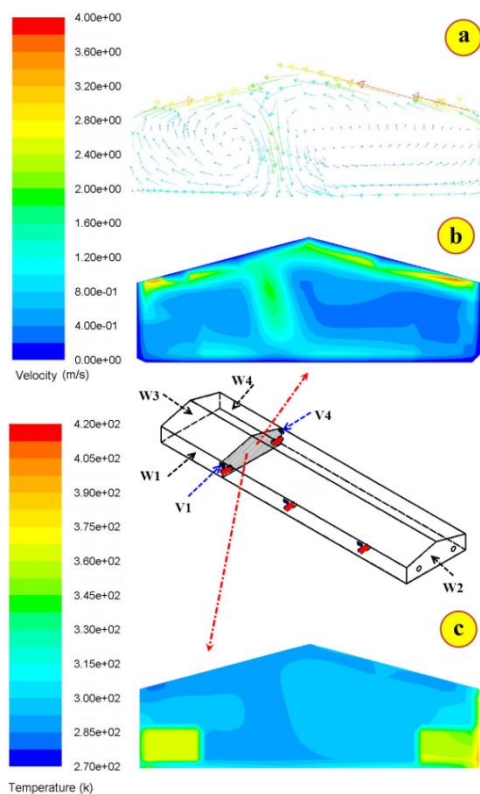 4.00e+00
3.60e+00
3.20e+00
2.80e+00
2.40e+00
2.00e+00
1.60e+00
1.20e+00
8.00e-01
4.00e-01
0.00e+00
Velocity (m/s)
a
b
W4
W3
V4
W1
V1
W2
4.20e+02
4.05e+02
3.90e+02
3.75e+02
3.60e+02
3.45e+02
3.30e+02
3.15e+02
3.00e+02
2.85e+02
2.70e+02
Temperature (k)
c